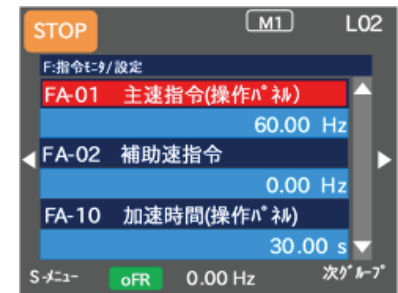 STOP M1 L02
F:指令ﾓﾆﾀ/設定
FA-01 主速指令(操作ﾊﾟﾈﾙ)
60.00 Hz
FA-02 補助速指令
0.00 Hz
FA-10 加速時間(操作ﾊﾟﾈﾙ)
30.00 s
S-ﾒﾆｭｰ oFR 0.00 Hz 次ｸﾞﾙｰﾌﾟ